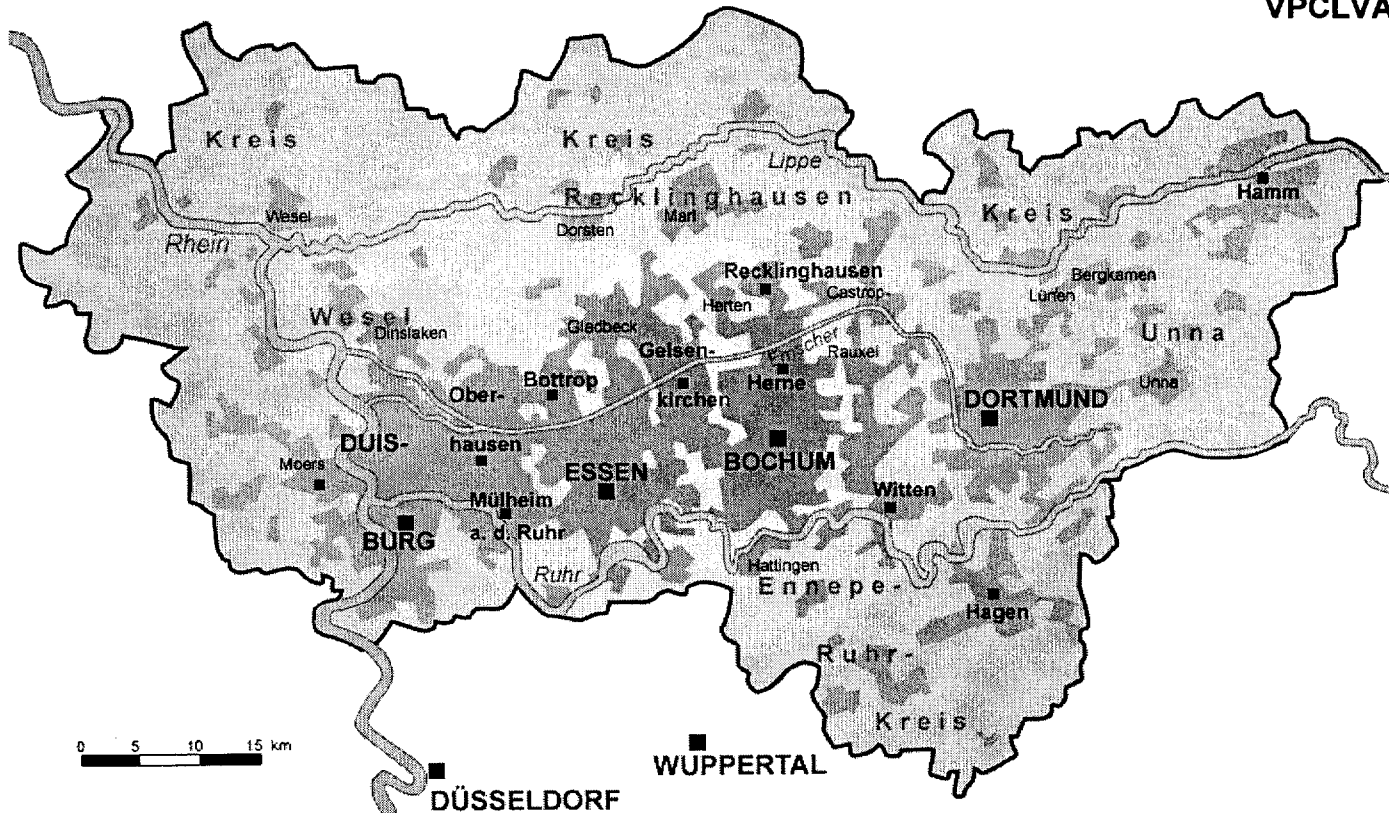 VPCLVA
Kreis
Kreis
Lippe
Hamm
Recklinghausen
Kreis
Wesel
Marl
Rhein
Dorsten
Recklinghausen
Bergkamen
Herten
Castrop-
Lünen
Wesel
Dinslaken
Gladbeck
Unna
Gelsen-
Emscher
Rauxel
Ober-
Bottrop
kirchen
Herne
Unna
DORTMUND
DUIS-
hausen
BOCHUM
Moers
ESSEN
Witten
Mülheim
BURG
a. d. Ruhr
Ruhr
Hattingen
Ennepe-
Hagen
Ruhr-
Kreis
0 5 10 15 km
WUPPERTAL
DÜSSELDORF